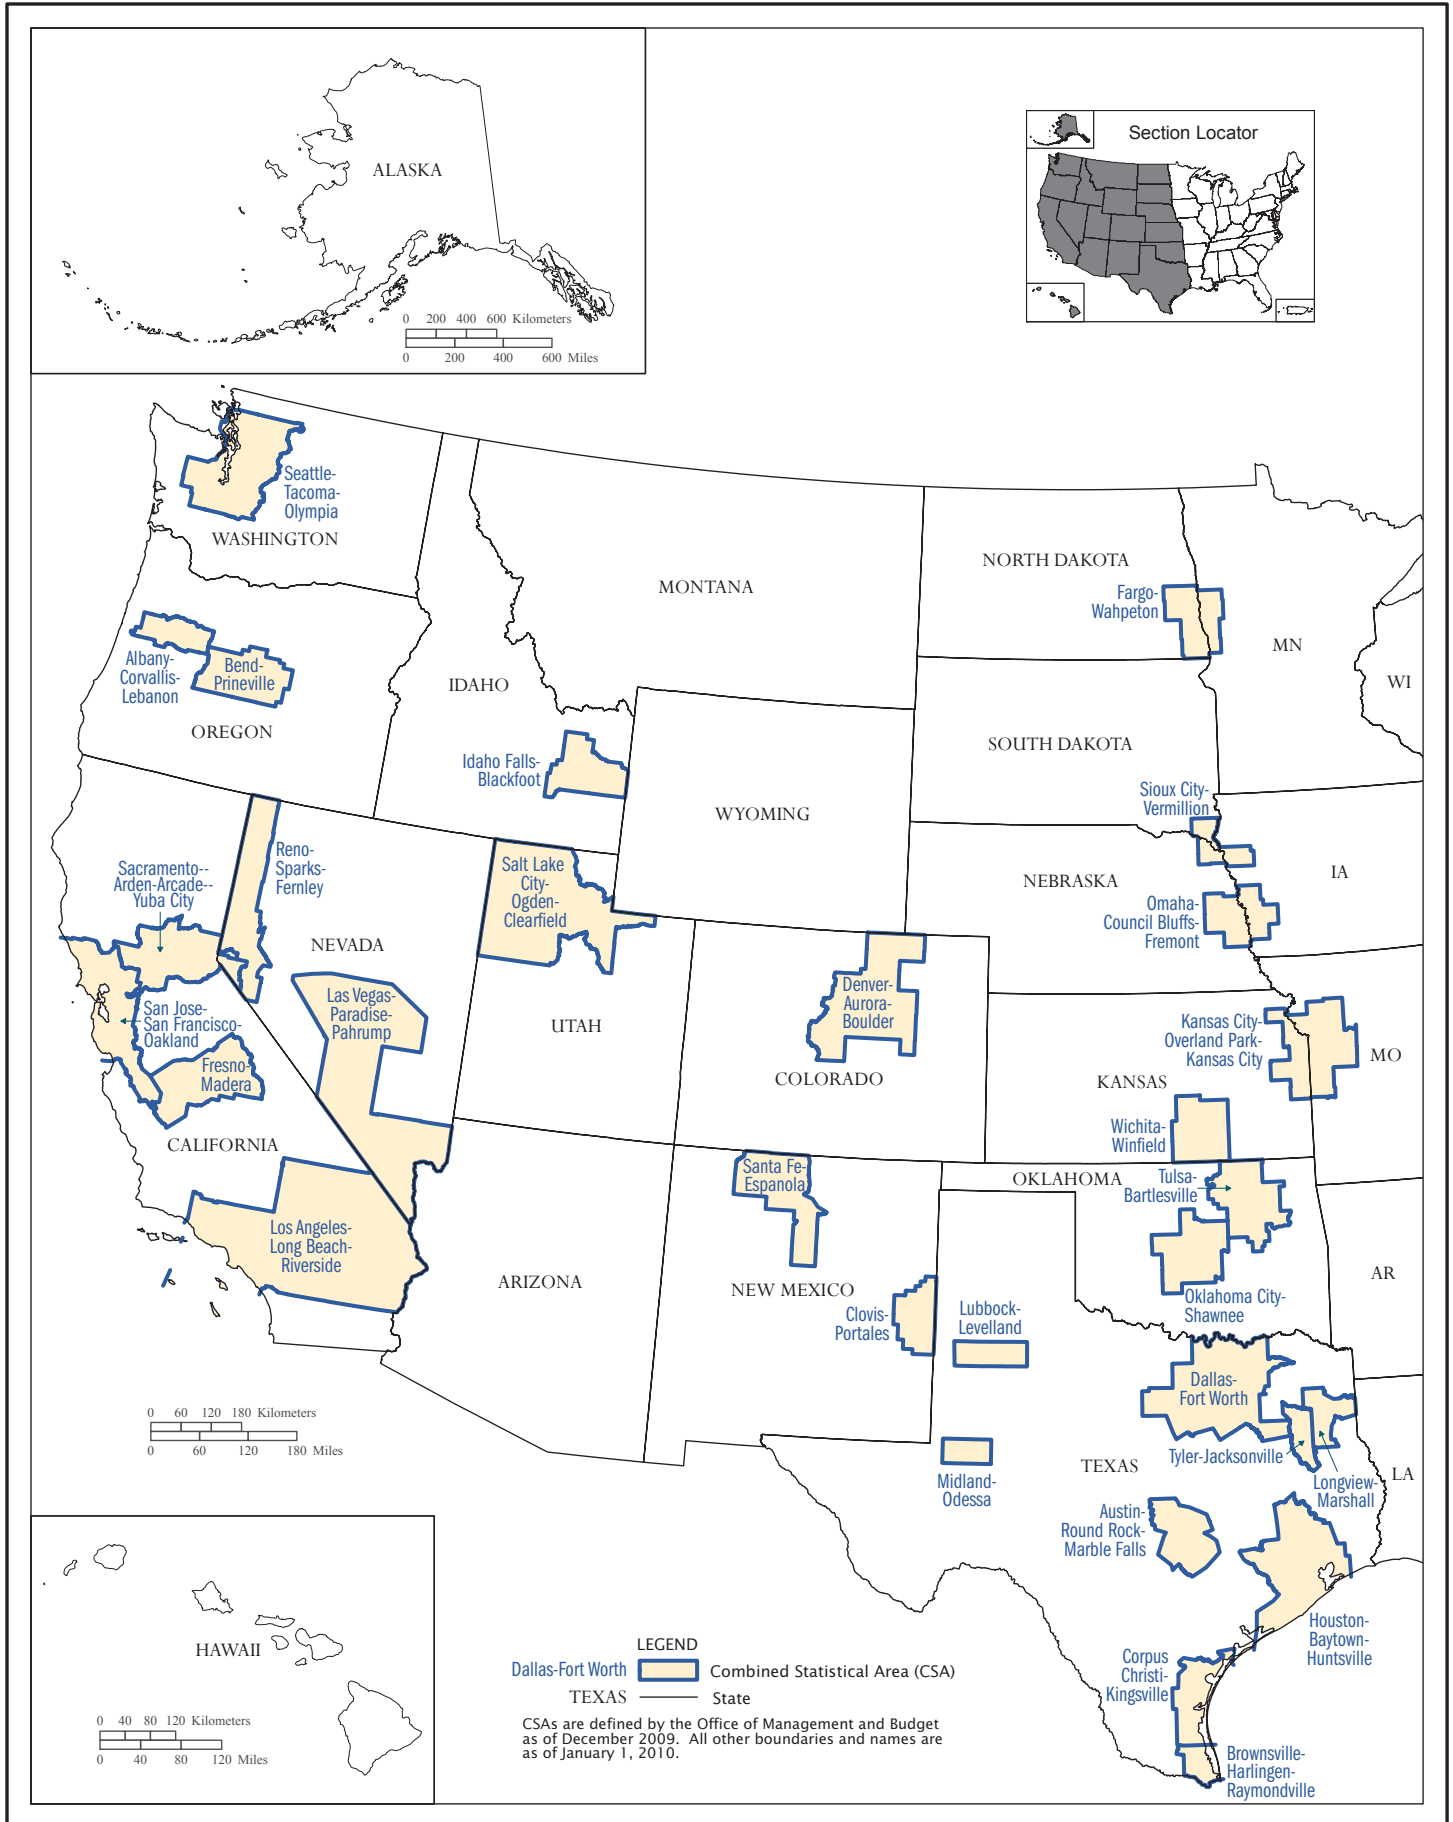 ALASKA
0 200 400 600 Kilometers
0 200 400 600 Miles
Section Locator
Seattle-
Tacoma-
Olympia
WASHINGTON
MONTANA
NORTH DAKOTA
Fargo-
Wahpeton
MN
WI
Albany-
Corvallis-
Lebanon
Bend-
Prineville
OREGON
IDAHO
Idaho Falls-
Blackfoot
WYOMING
SOUTH DAKOTA
Sioux City-
Vermillion
IA
NEBRASKA
Omaha-
Council Bluffs-
Fremont
Sacramento--
Arden-Arcade--
Yuba City
Reno-
Sparks-
Fernley
NEVADA
Salt Lake
City-
Ogden-
Clearfield
UTAH
Las Vegas-
Paradise-
Pahrump
San Jose-
San Francisco-
Oakland
Fresno-
Madera
CALIFORNIA
Denver-
Aurora-
Boulder
COLORADO
Kansas City-
Overland Park-
Kansas City
MO
KANSAS
Wichita-
Winfield
Los Angeles-
Long Beach-
Riverside
ARIZONA
Santa Fe-
Espanola
NEW MEXICO
Clovis-
Portales
OKLAHOMA
Tulsa-
Bartlesville
Oklahoma City-
Shawnee
AR
Lubbock-
Levelland
Dallas-
Fort Worth
Tyler-Jacksonville
Longview-
Marshall
LA
TEXAS
Midland-
Odessa
Austin-
Round Rock-
Marble Falls
Houston-
Baytown-
Huntsville
Corpus
Christi-
Kingsville
Brownsville-
Harlingen-
Raymondville
0 60 120 180 Kilometers
0 60 120 180 Miles
HAWAII
0 40 80 120 Kilometers
0 40 80 120 Miles
LEGEND
Dallas-Fort Worth Combined Statistical Area (CSA)
TEXAS State
CSAs are defined by the Office of Management and Budget
as of December 2009. All other boundaries and names are
as of January 1, 2010.